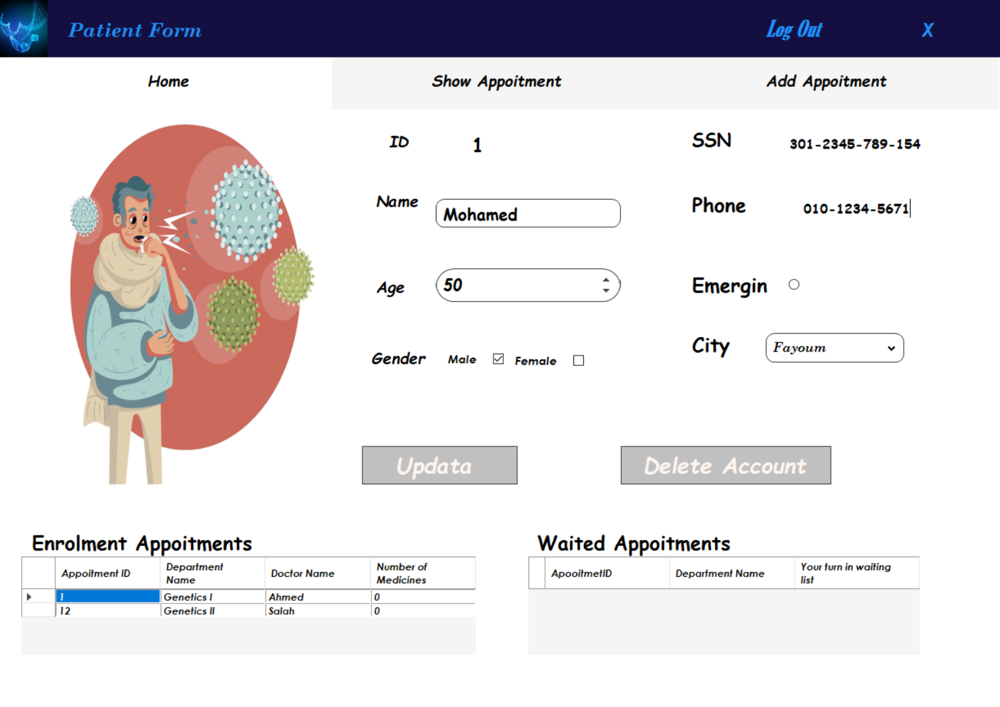 Patient Form
Log Out
X
Home
Show Appoitment
Add Appoitment
ID
1
SSN
301-2345-789-154
Name
Mohamed
Phone
010-1234-5671
Age
50
Emergin
Gender
Male
Female
City
Fayoum
Updata
Delete Account
Enrolment Appoitments
Appoitment ID
Department
Name
Doctor Name
Number of
Medicines
1
Genetics I
Ahmed
0
12
Genetics II
Salah
0
Waited Appoitments
ApooitmetID
Department Name
Your turn in waiting
list